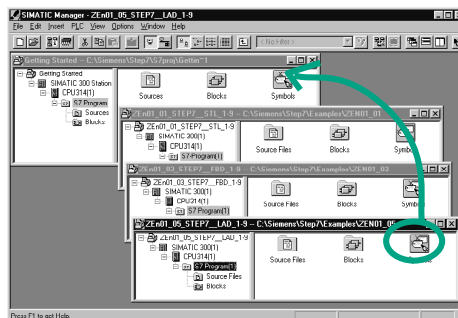 SIMATIC Manager - ZEn01_05_STEP7__LAD_1-9
File Edit Insert PLC View Options Window Help
< No Filter >
Getting Started -- C:\Siemens\Step7\S7proj\Gettin~1
Getting Started
SIMATIC 300 Station
CPU314(1)
S7 Program
Sources
Blocks
Sources
Blocks
Symbols
ZEn01_01_STEP7__STL_1-9 -- C:\Siemens\Step7\Examples\ZEN01_01
ZEn01_01_STEP7__STL_1-9
SIMATIC 300(1)
CPU314(1)
S7-Program(1)
Source Files
Blocks
Symbols
ZEn01_03_STEP7__FBD_1-9 -- C:\Siemens\Step7\Examples\ZEN01_03
ZEn01_03_STEP7__FBD_1-9
SIMATIC 300(1)
CPU314(1)
S7 Program(1)
Source Files
Blocks
ZEn01_05_STEP7__LAD_1-9 -- C:\Siemens\Step7\Examples\ZEN01_05
ZEn01_05_STEP7__LAD_1-9
SIMATIC 300(1)
CPU314(1)
S7 Program(1)
Source Files
Blocks
Source Files
Blocks
Press F1 to get Help.